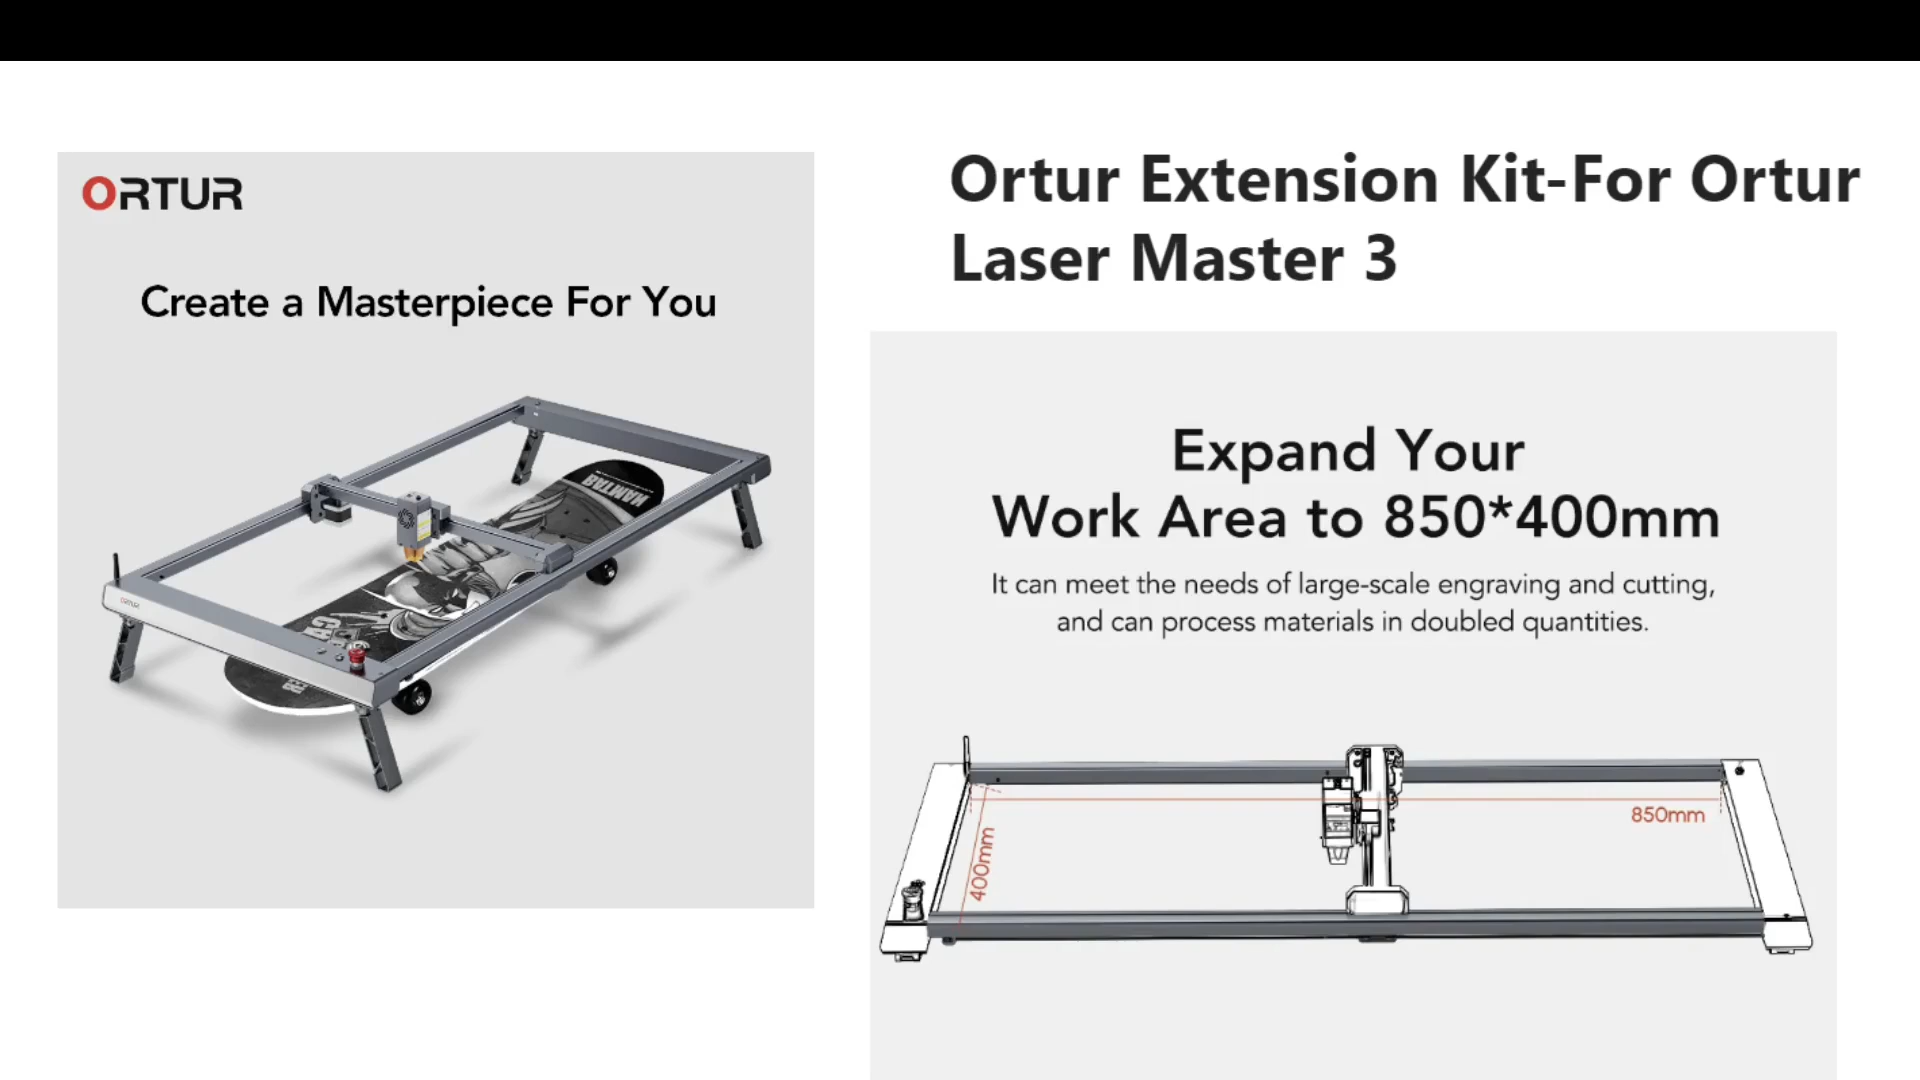 ORTUR
Create a Masterpiece For You
Ortur Extension Kit-For Ortur
Laser Master 3
Expand Your
Work Area to 850*400mm
It can meet the needs of large-scale engraving and cutting,
and can process materials in doubled quantities.
850mm
400mm